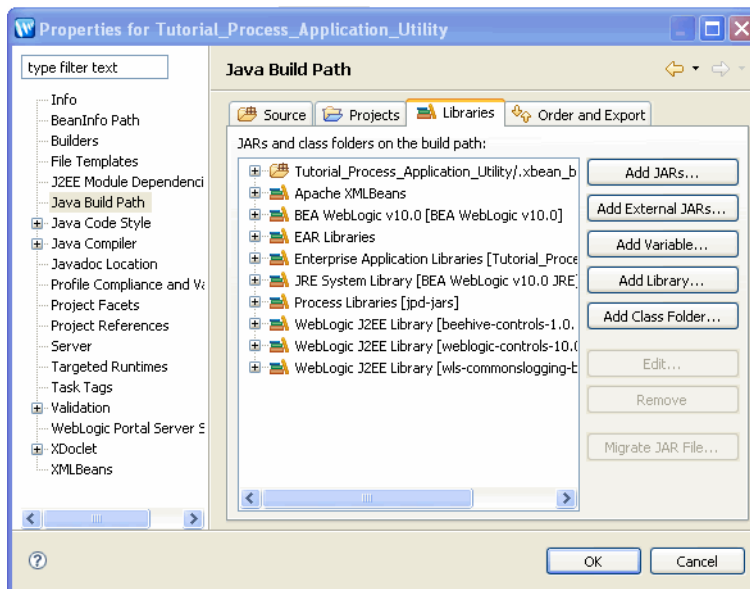 Properties for Tutorial_Process_Application_Utility
type filter text
Info
BeanInfo Path
Builders
File Templates
J2EE Module Dependenci
Java Build Path
Java Code Style
Java Compiler
Javadoc Location
Profile Compliance and Va
Project Facets
Project References
Server
Targeted Runtimes
Task Tags
Validation
WebLogic Portal Server S
XDoclet
XMLBeans
Java Build Path
Source
Projects
Libraries
Order and Export
JARs and class folders on the build path:
Tutorial_Process_Application_Utility/.xbean_b
Apache XMLBeans
BEA WebLogic v10.0 [BEA WebLogic v10.0]
EAR Libraries
Enterprise Application Libraries [Tutorial_Proce
JRE System Library [BEA WebLogic v10.0 JRE]
Process Libraries [jpd-jars]
WebLogic J2EE Library [beehive-controls-1.0.
WebLogic J2EE Library [weblogic-controls-10.0
WebLogic J2EE Library [wls-commonslogging-b
Add JARs...
Add External JARs...
Add Variable...
Add Library...
Add Class Folder...
Edit...
Remove
Migrate JAR File...
OK
Cancel